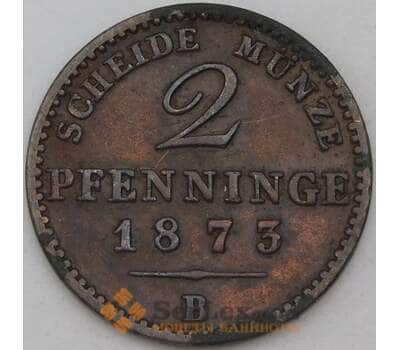 SCHEIDE MÜNZE
2
PFENNINGE
1873
B